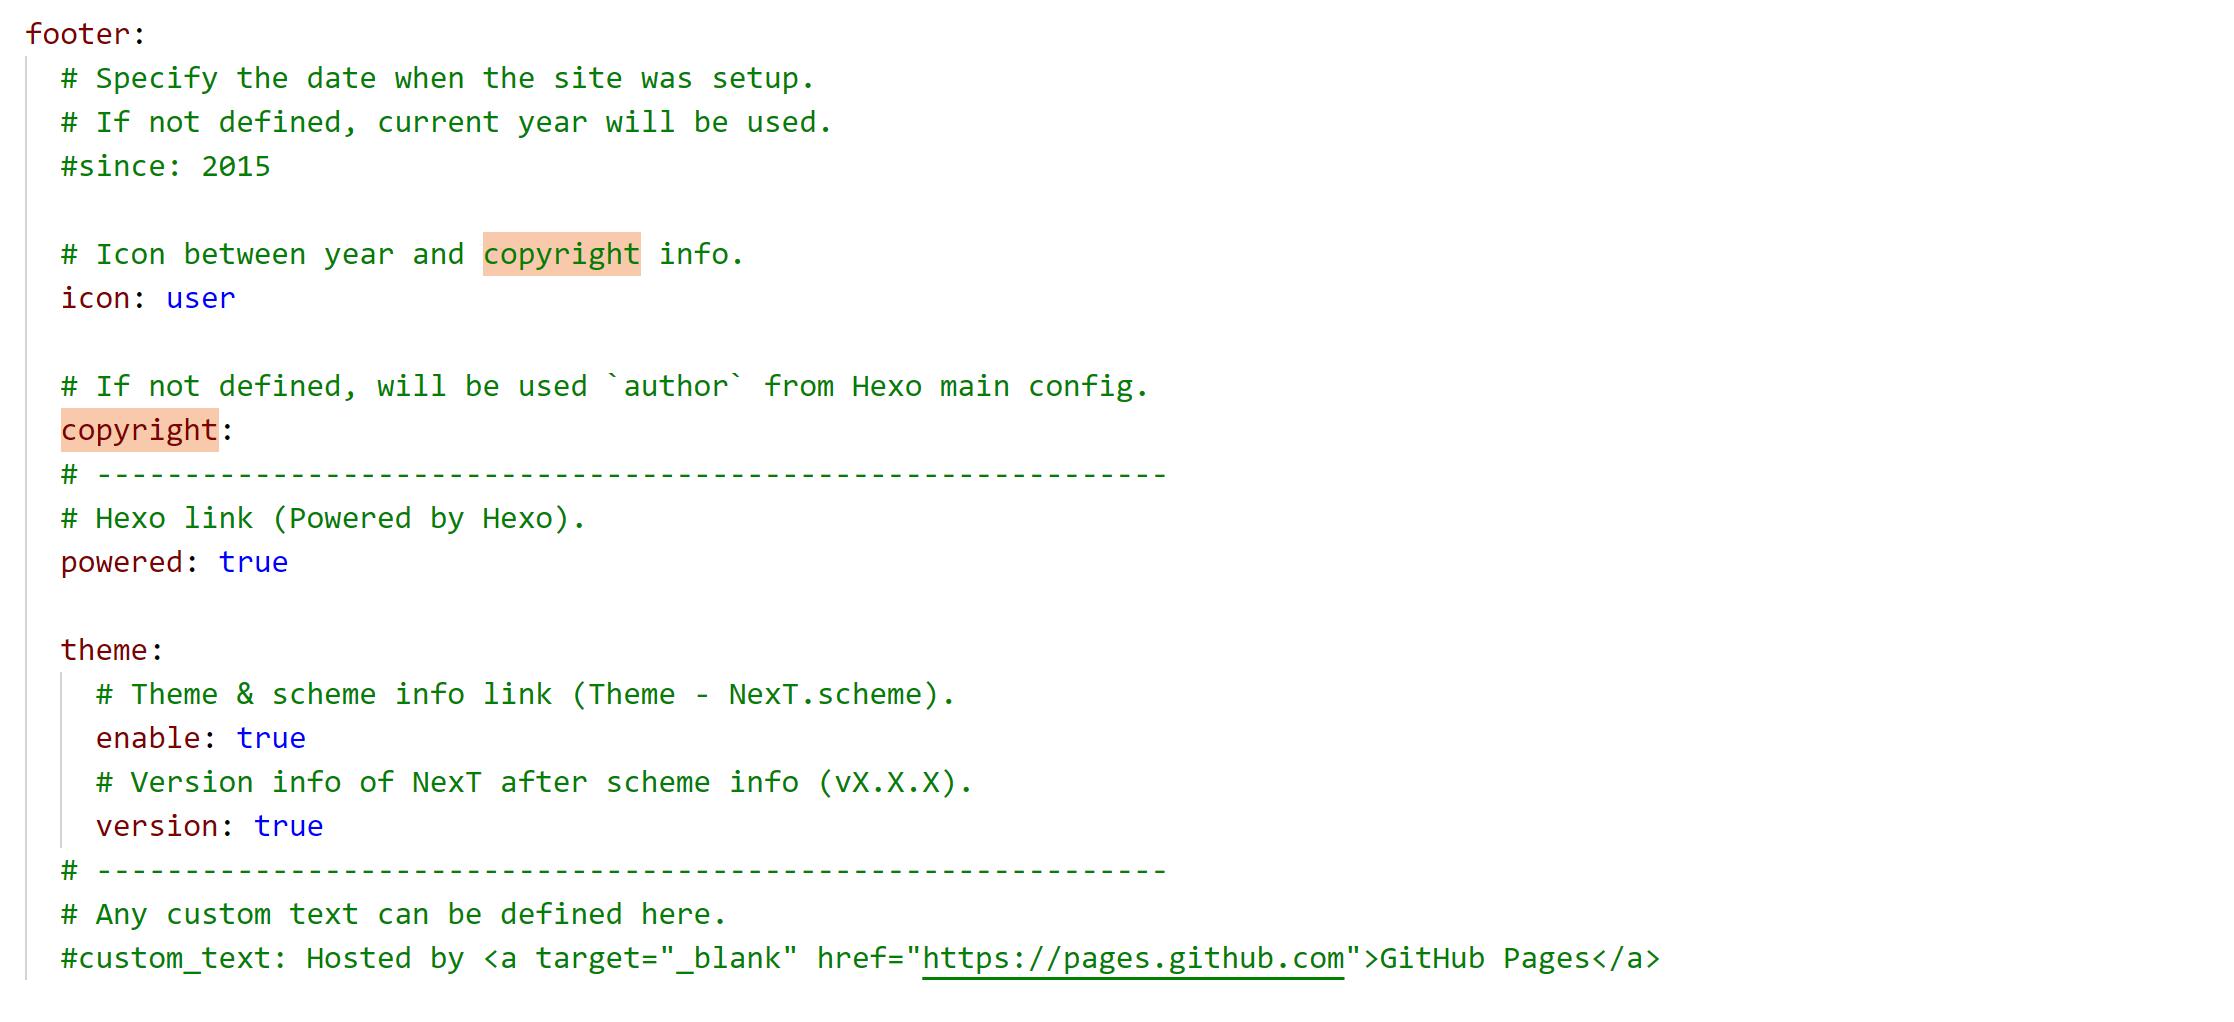 footer:
# Specify the date when the site was setup.
# If not defined, current year will be used.
#since: 2015
# Icon between year and copyright info.
icon: user
# If not defined, will be used `author` from Hexo main config.
copyright:
# -------------------------------------------------------------
# Hexo link (Powered by Hexo).
powered: true
theme:
# Theme & scheme info link (Theme - NexT.scheme).
enable: true
# Version info of NexT after scheme info (vX.X.X).
version: true
# -------------------------------------------------------------
# Any custom text can be defined here.
#custom_text: Hosted by <a target="_blank" href="https://pages.github.com">GitHub Pages</a>